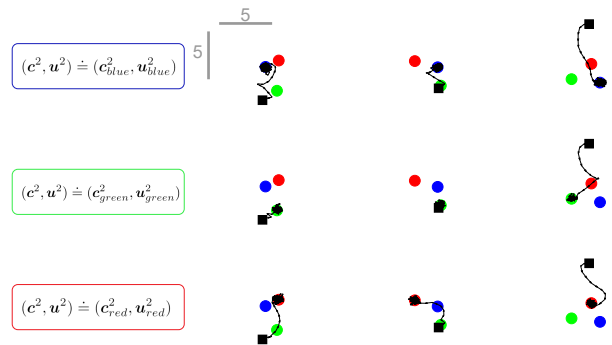 5
5
(c², u²) ≐ (c²_blue, u²_blue)
(c², u²) ≐ (c²_green, u²_green)
(c², u²) ≐ (c²_red, u²_red)